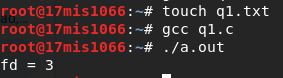 root@17mis1066:~# touch q1.txt
root@17mis1066:~# gcc q1.c
root@17mis1066:~# ./a.out
fd = 3